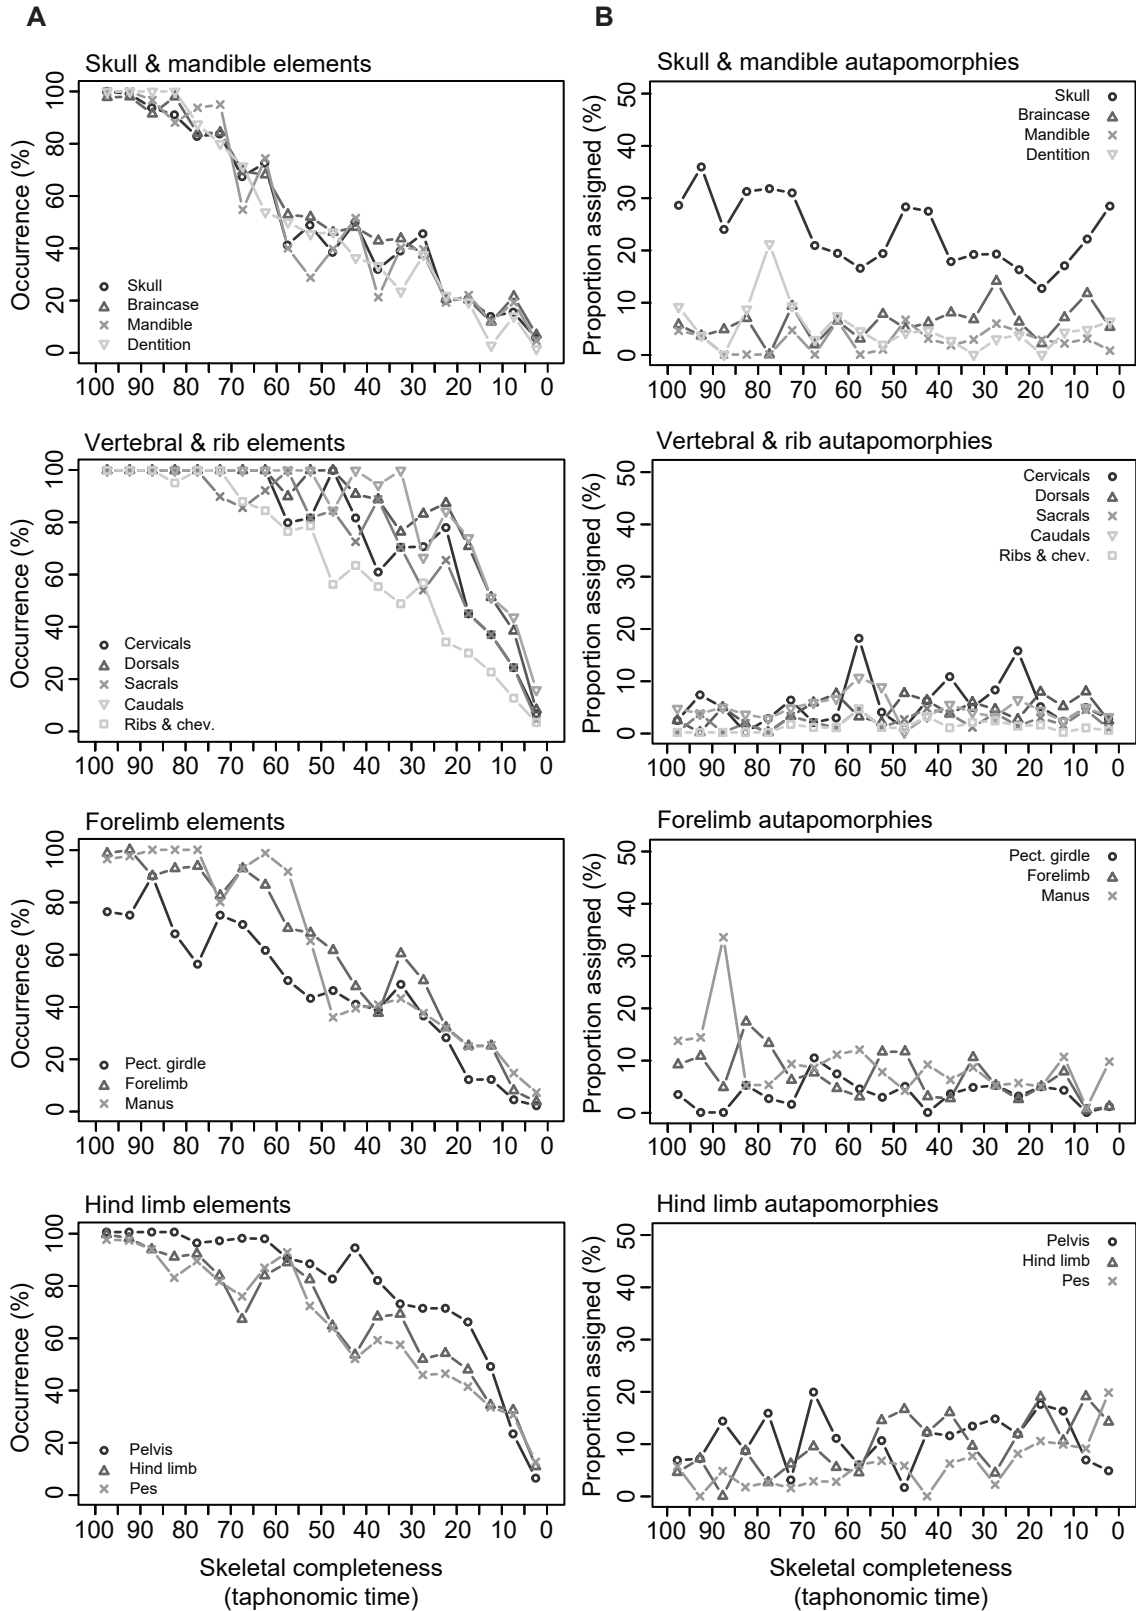 A
B
Skull & mandible elements
Occurrence (%)
100
80
60
40
20
0
Skull
Braincase
Mandible
Dentition
100 90 80 70 60 50 40 30 20 10 0
Skull & mandible autapomorphies
Proportion assigned (%)
50
40
30
20
10
0
Skull
Braincase
Mandible
Dentition
100 90 80 70 60 50 40 30 20 10 0
Vertebral & rib elements
Occurrence (%)
100
80
60
40
20
0
Cervicals
Dorsals
Sacrals
Caudals
Ribs & chev.
100 90 80 70 60 50 40 30 20 10 0
Vertebral & rib autapomorphies
Proportion assigned (%)
50
40
30
20
10
0
Cervicals
Dorsals
Sacrals
Caudals
Ribs & chev.
100 90 80 70 60 50 40 30 20 10 0
Forelimb elements
Occurrence (%)
100
80
60
40
20
0
Pect. girdle
Forelimb
Manus
100 90 80 70 60 50 40 30 20 10 0
Forelimb autapomorphies
Proportion assigned (%)
50
40
30
20
10
0
Pect. girdle
Forelimb
Manus
100 90 80 70 60 50 40 30 20 10 0
Hind limb elements
Occurrence (%)
100
80
60
40
20
0
Pelvis
Hind limb
Pes
100 90 80 70 60 50 40 30 20 10 0
Skeletal completeness
(taphonomic time)
Hind limb autapomorphies
Proportion assigned (%)
50
40
30
20
10
0
Pelvis
Hind limb
Pes
100 90 80 70 60 50 40 30 20 10 0
Skeletal completeness
(taphonomic time)